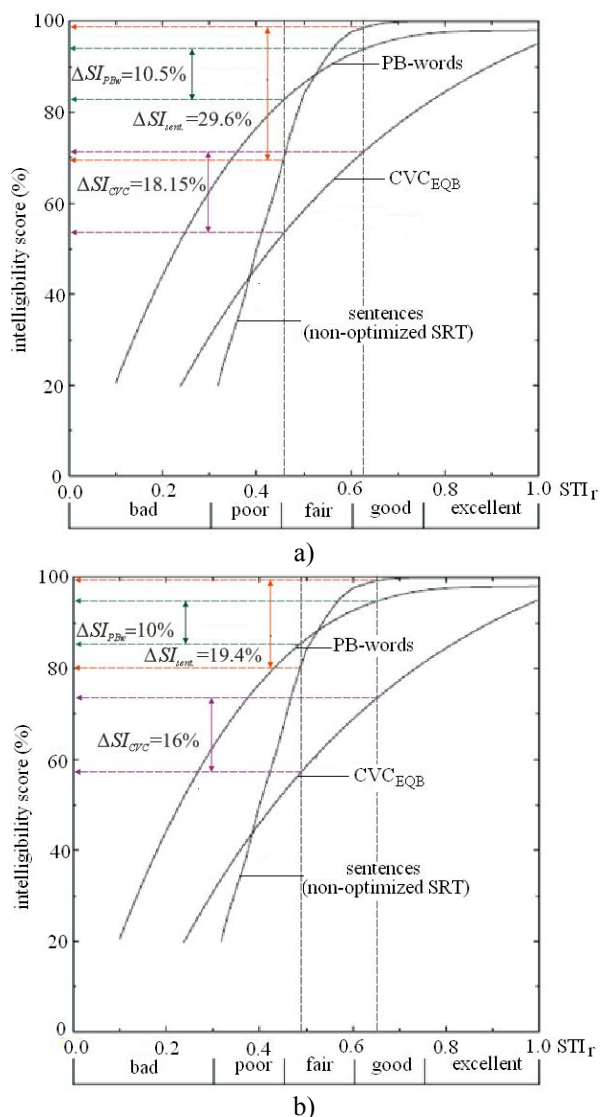 100
PB-words
ΔSI_PBw=10.5%
80
ΔSI_sent.=29.6%
ΔSI_CVC=18.15%
CVC_EQB
60
intelligibility score (%)
40
sentences
(non-optimized SRT)
20
0
0.0 0.2 0.4 0.6 0.8 1.0 STI_r
bad poor fair good excellent
a)
100
ΔSI_PBw=10%
PB-words
ΔSI_sent.=19.4%
80
ΔSI_CVC=16%
60
CVC_EQB
intelligibility score (%)
40
sentences
(non-optimized SRT)
20
0
0.0 0.2 0.4 0.6 0.8 1.0 STI_r
bad poor fair good excellent
b)